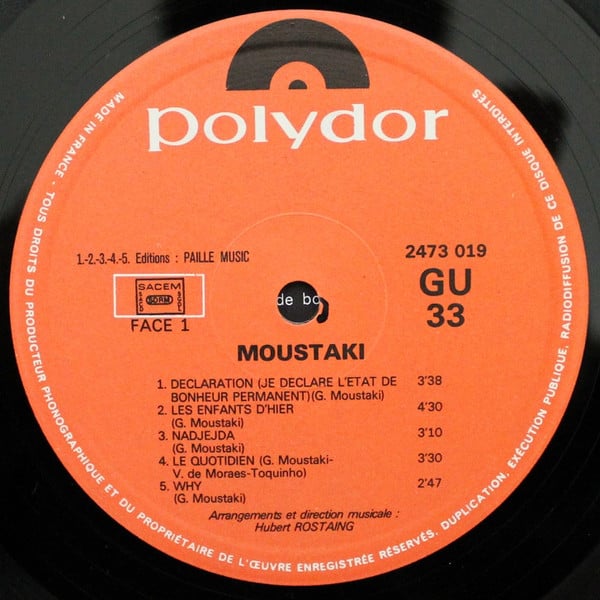 polydor
MADE IN FRANCE - TOUS DROITS DU PRODUCTEUR PHONOGRAPHIQUE ET DU PROPRIÉTAIRE DE L'ŒUVRE ENREGISTRÉE RÉSERVÉS. DUPLICATION, EXÉCUTION PUBLIQUE, RADIODIFFUSION DE CE DISQUE INTERDITES
1.-2.-3.-4.-5. Editions : PAILLE MUSIC
2473 019
GU
33
SACEM
SDRM
FACE 1
de bo
MOUSTAKI
1. DECLARATION (JE DECLARE L'ETAT DE BONHEUR PERMANENT)(G. Moustaki) 3'38
2. LES ENFANTS D'HIER 4'30
(G. Moustaki)
3. NADJEJDA 3'10
(G. Moustaki)
4. LE QUOTIDIEN (G. Moustaki- 3'30
V. de Moraes-Toquinho)
5. WHY 2'47
(G. Moustaki)
Arrangements et direction musicale :
Hubert ROSTAING